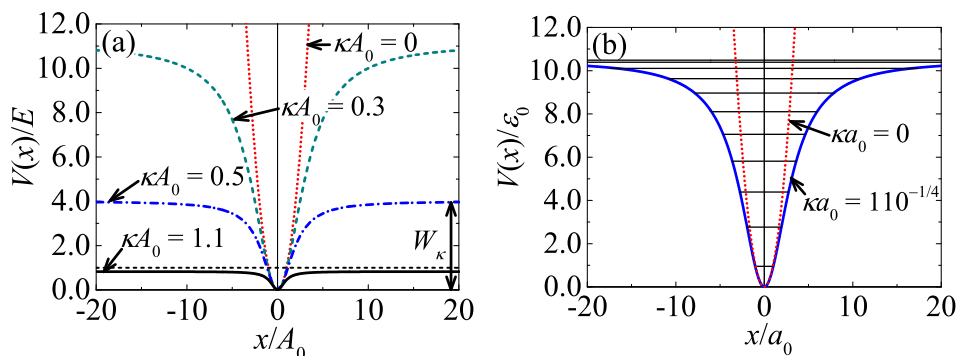 (a)
κA₀ = 0
κA₀ = 0.3
κA₀ = 0.5
κA₀ = 1.1
Wκ
V(x)/E
12.0
10.0
8.0
6.0
4.0
2.0
0.0
-20 -10 0 10 20
x/A₀
(b)
κa₀ = 0
κa₀ = 110⁻¹/⁴
V(x)/ε₀
12.0
10.0
8.0
6.0
4.0
2.0
0.0
-20 -10 0 10 20
x/a₀